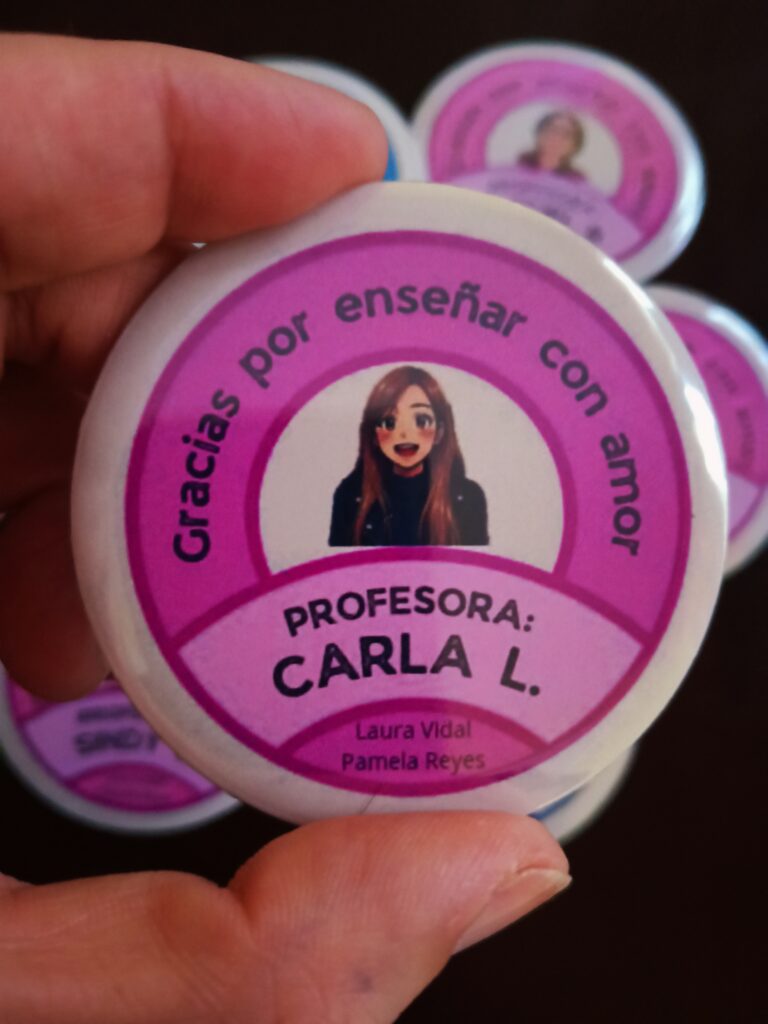 Gracias por enseñar con amor
PROFESORA:
CARLA L.
Laura Vidal
Pamela Reyes